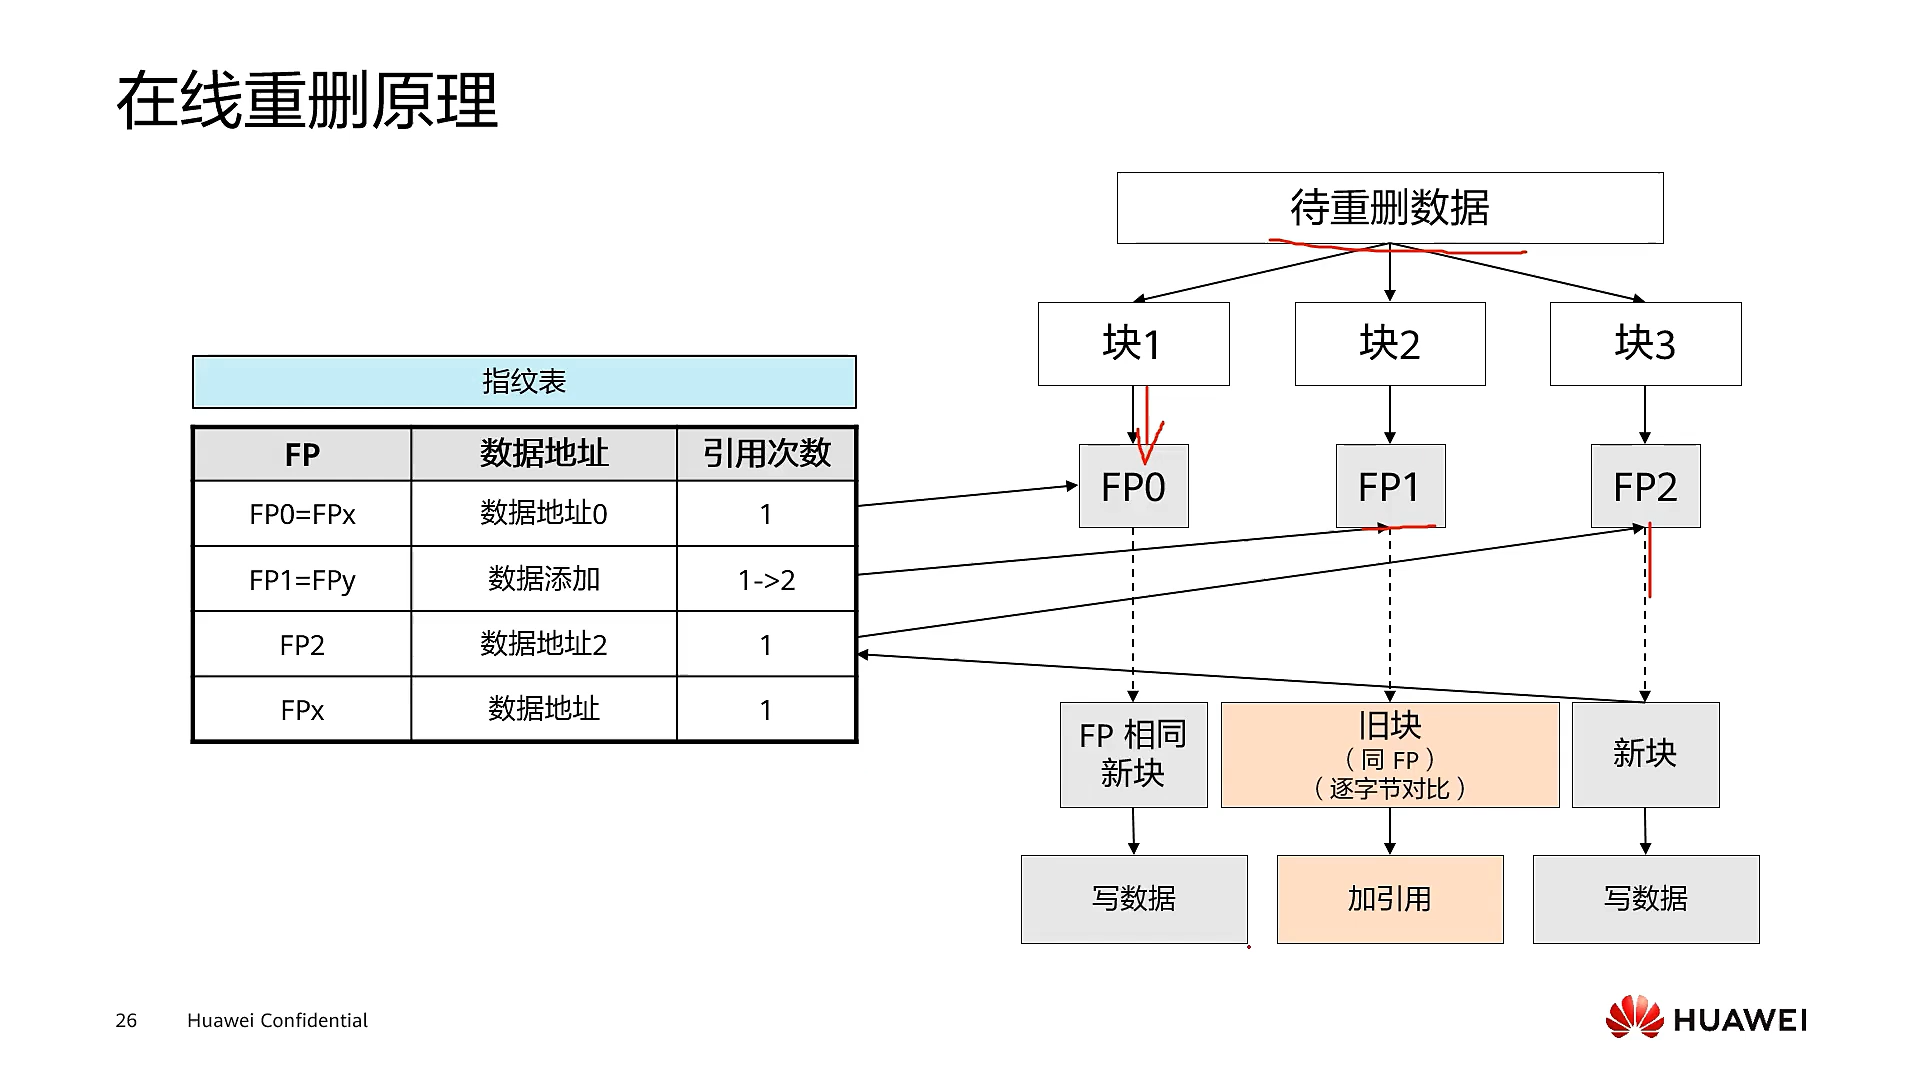 在线重删原理
待重删数据
块1
块2
块3
指纹表
FP 数据地址 引用次数
FP0=FPx 数据地址0 1
FP1=FPy 数据添加 1->2
FP2 数据地址2 1
FPx 数据地址 1
FP0
FP1
FP2
FP 相同
新块
旧块
（同 FP）
（逐字节对比）
新块
写数据
加引用
写数据
26 Huawei Confidential
HUAWEI